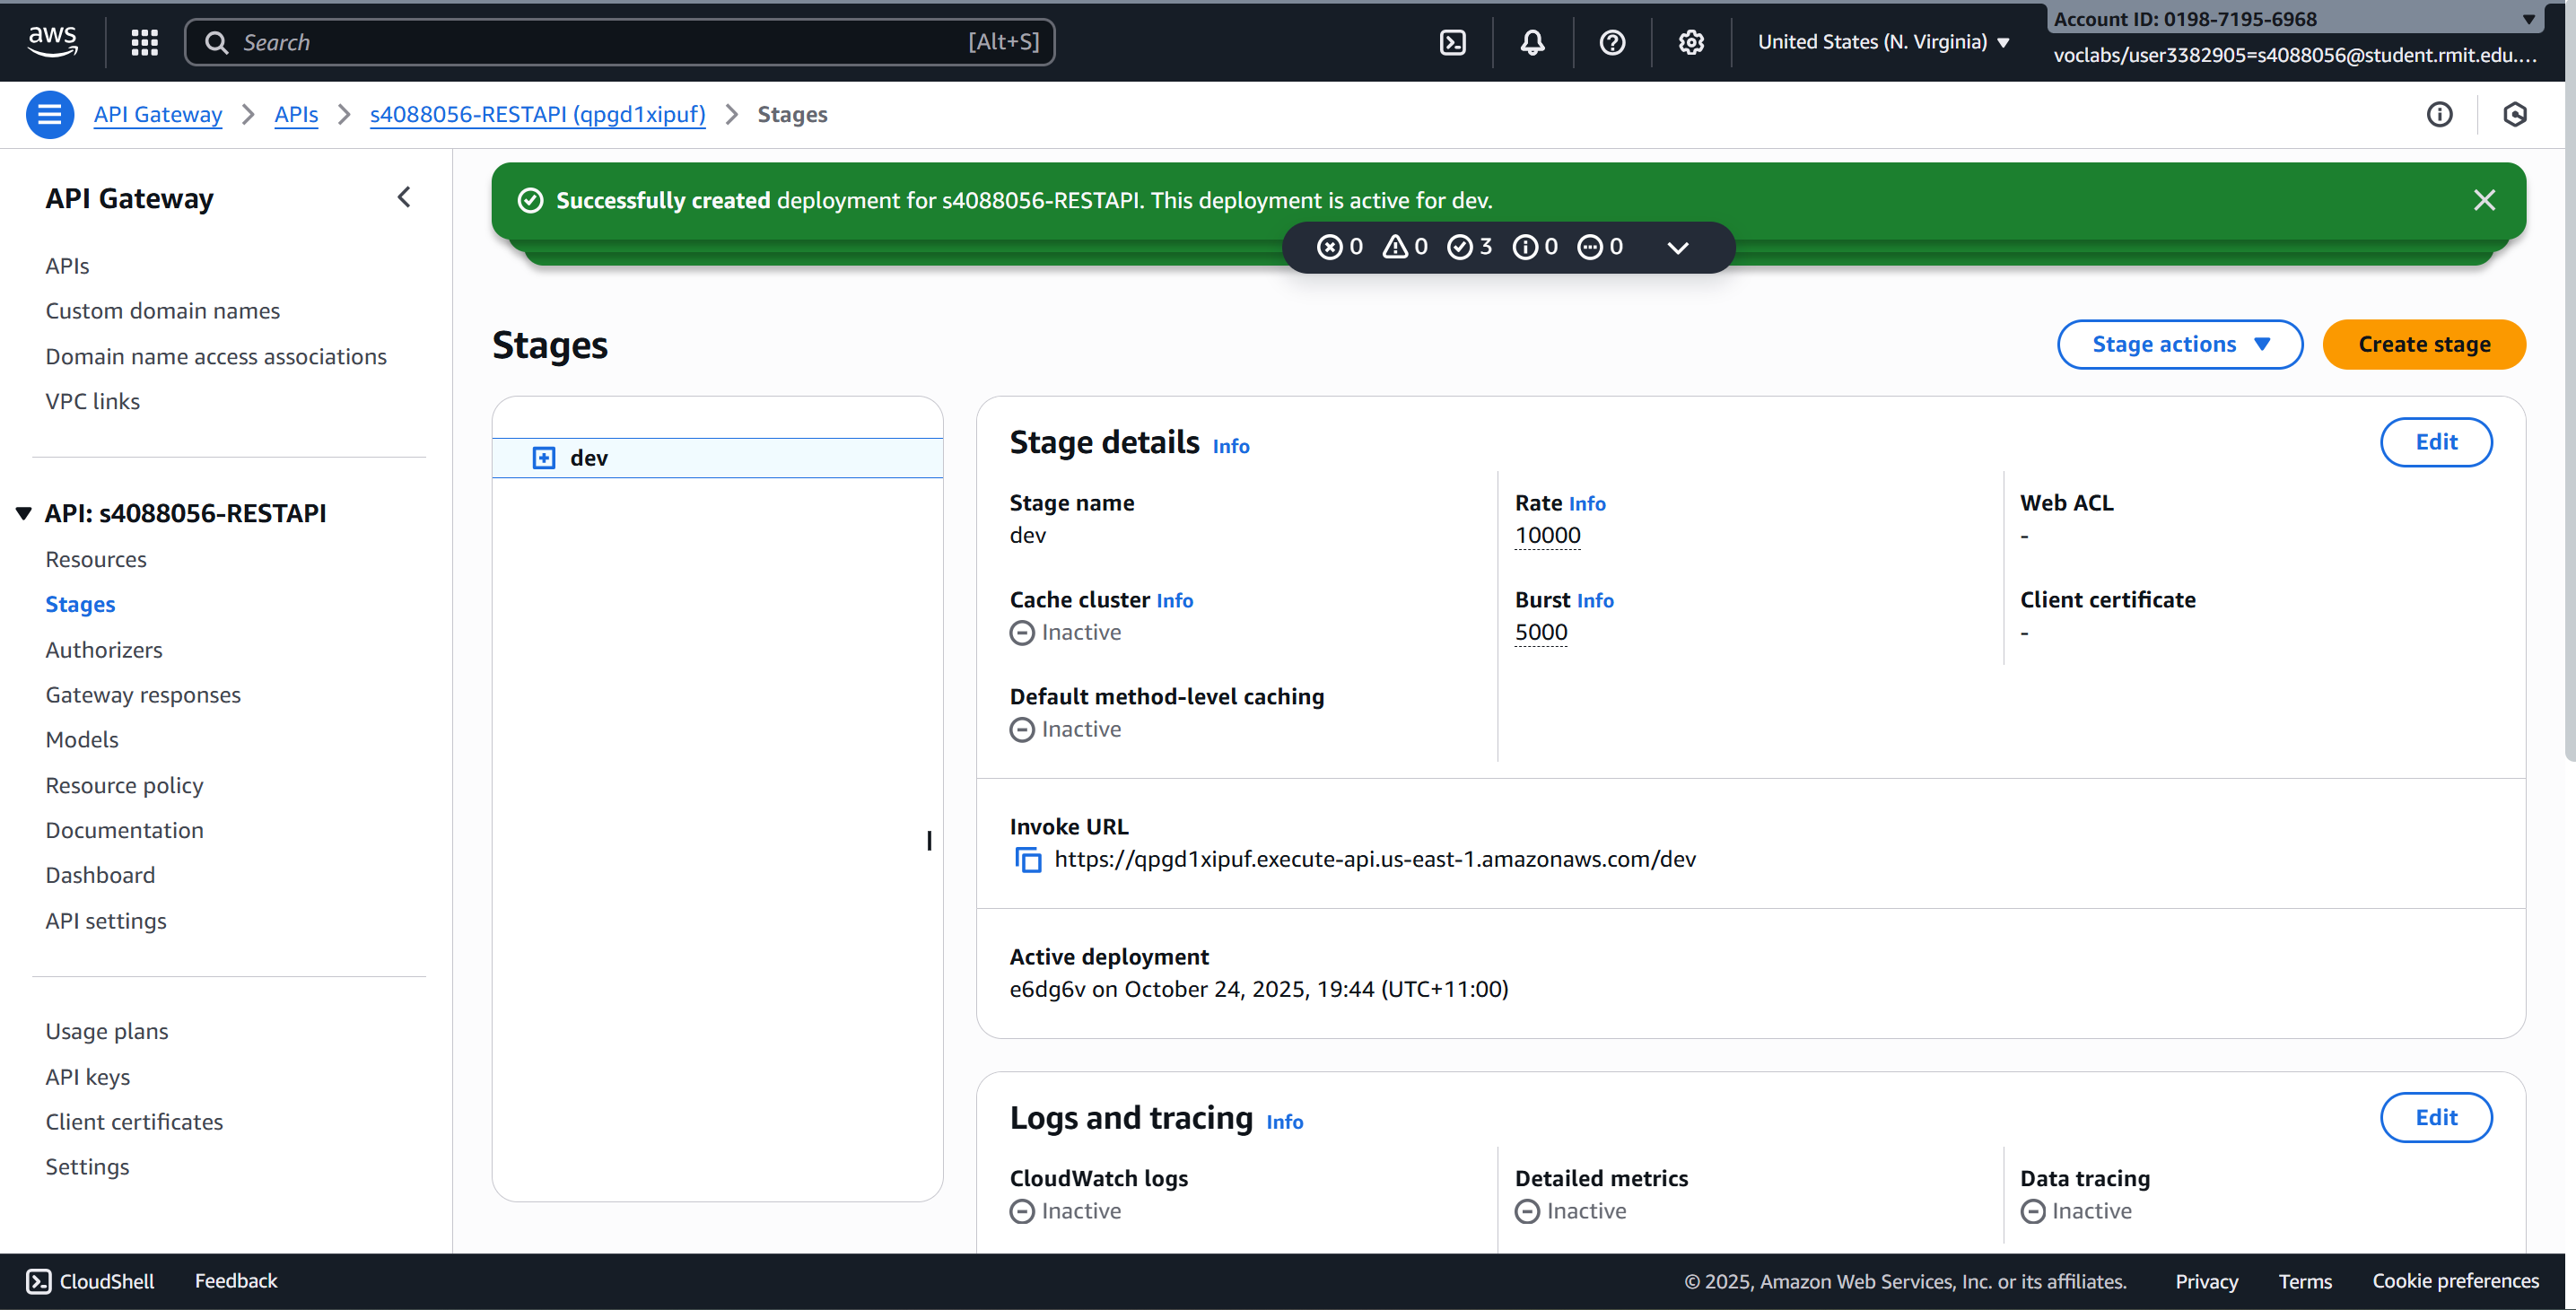 aws
Search [Alt+S]
United States (N. Virginia)
Account ID: 0198-7195-6968
voclabs/user3382905=s4088056@student.rmit.edu....
API Gateway > APIs > s4088056-RESTAPI (qpgd1xipuf) > Stages
API Gateway
APIs
Custom domain names
Domain name access associations
VPC links
API: s4088056-RESTAPI
Resources
Stages
Authorizers
Gateway responses
Models
Resource policy
Documentation
Dashboard
API settings
Usage plans
API keys
Client certificates
Settings
Successfully created deployment for s4088056-RESTAPI. This deployment is active for dev.
0 0 3 0 0
Stages
Stage actions
Create stage
dev
Stage details Info
Edit
Stage name
dev
Rate Info
10000
Web ACL
-
Cache cluster Info
Inactive
Burst Info
5000
Client certificate
-
Default method-level caching
Inactive
Invoke URL
https://qpgd1xipuf.execute-api.us-east-1.amazonaws.com/dev
Active deployment
e6dg6v on October 24, 2025, 19:44 (UTC+11:00)
Logs and tracing Info
Edit
CloudWatch logs
Inactive
Detailed metrics
Inactive
Data tracing
Inactive
CloudShell Feedback © 2025, Amazon Web Services, Inc. or its affiliates. Privacy Terms Cookie preferences